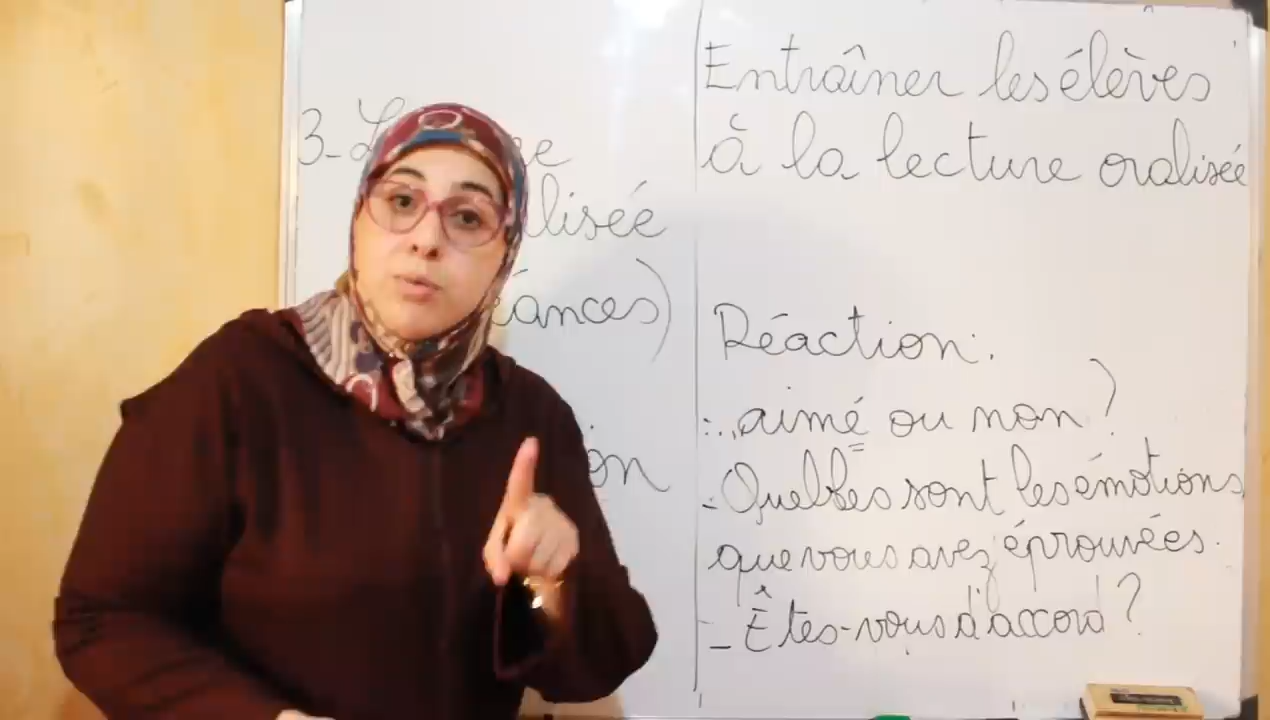 3-
lisée
éances)
on
Entraîner les élèves
à la lecture oralisée
Réaction:
aimé ou non?
- Quelles sont les émotions
que vous avez éprouvées.
- Êtes-vous d'accord?